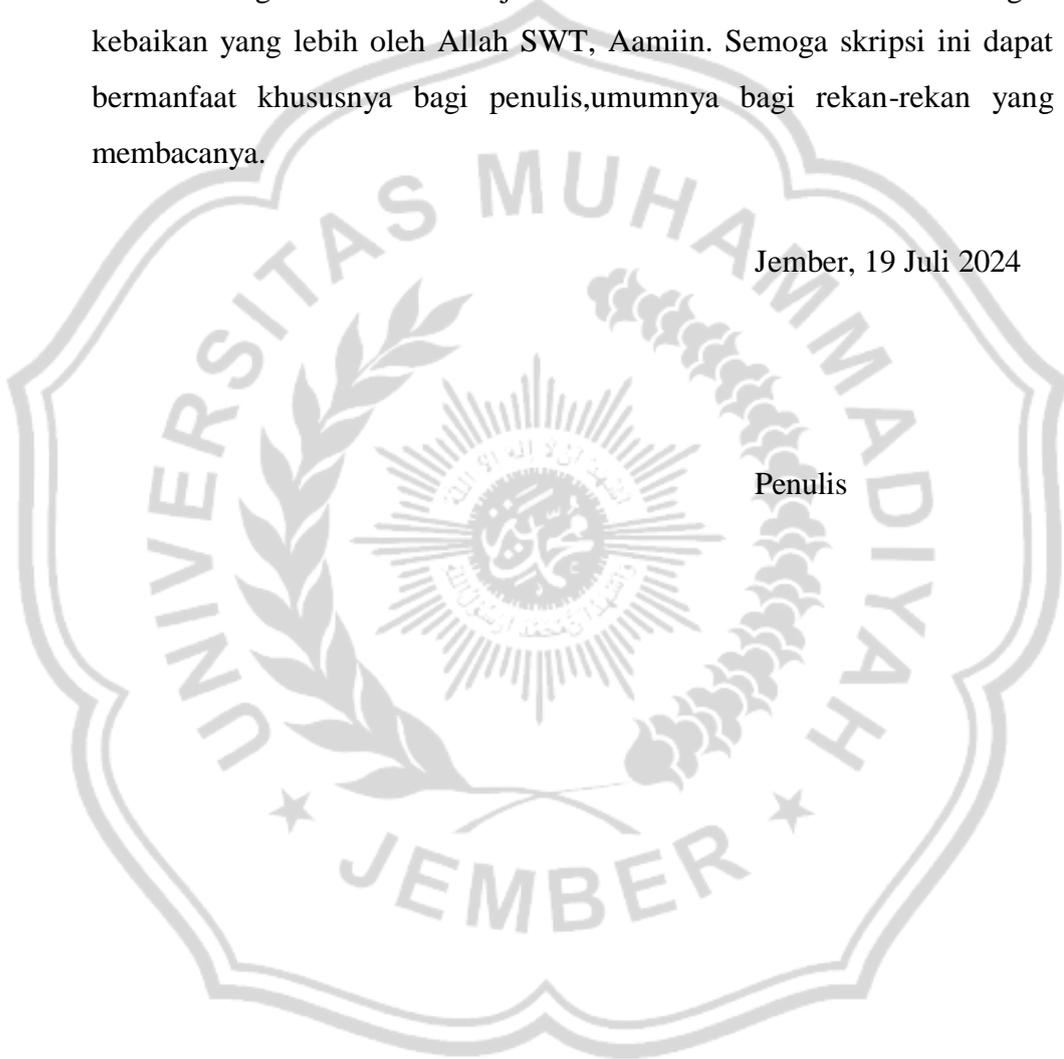 kebaikan yang lebih oleh Allah SWT, Aamiin. Semoga skripsi ini dapat
bermanfaat khususnya bagi penulis,umumnya bagi rekan-rekan yang
membacanya.
UNIVERSITAS MUHAMMADIYAH
Jember, 19 Juli 2024
Penulis
JEMBER